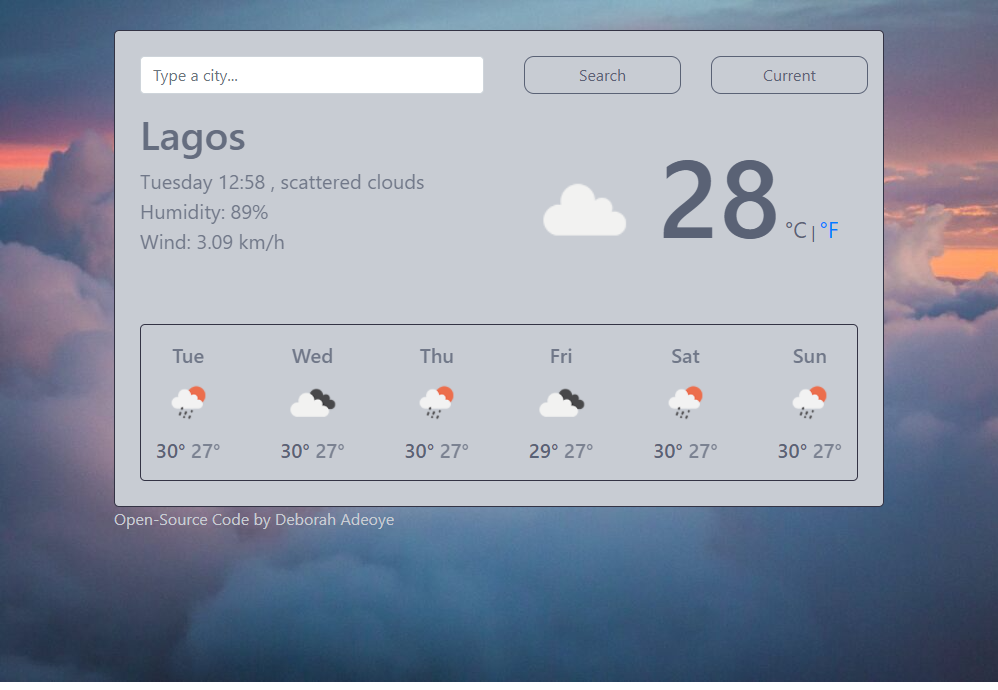 Type a city...
Search
Current
Lagos
Tuesday 12:58 , scattered clouds
Humidity: 89%
Wind: 3.09 km/h
28 °C | °F
Tue Wed Thu Fri Sat Sun
30° 27° 30° 27° 30° 27° 29° 27° 30° 27° 30° 27°
Open-Source Code by Deborah Adeoye